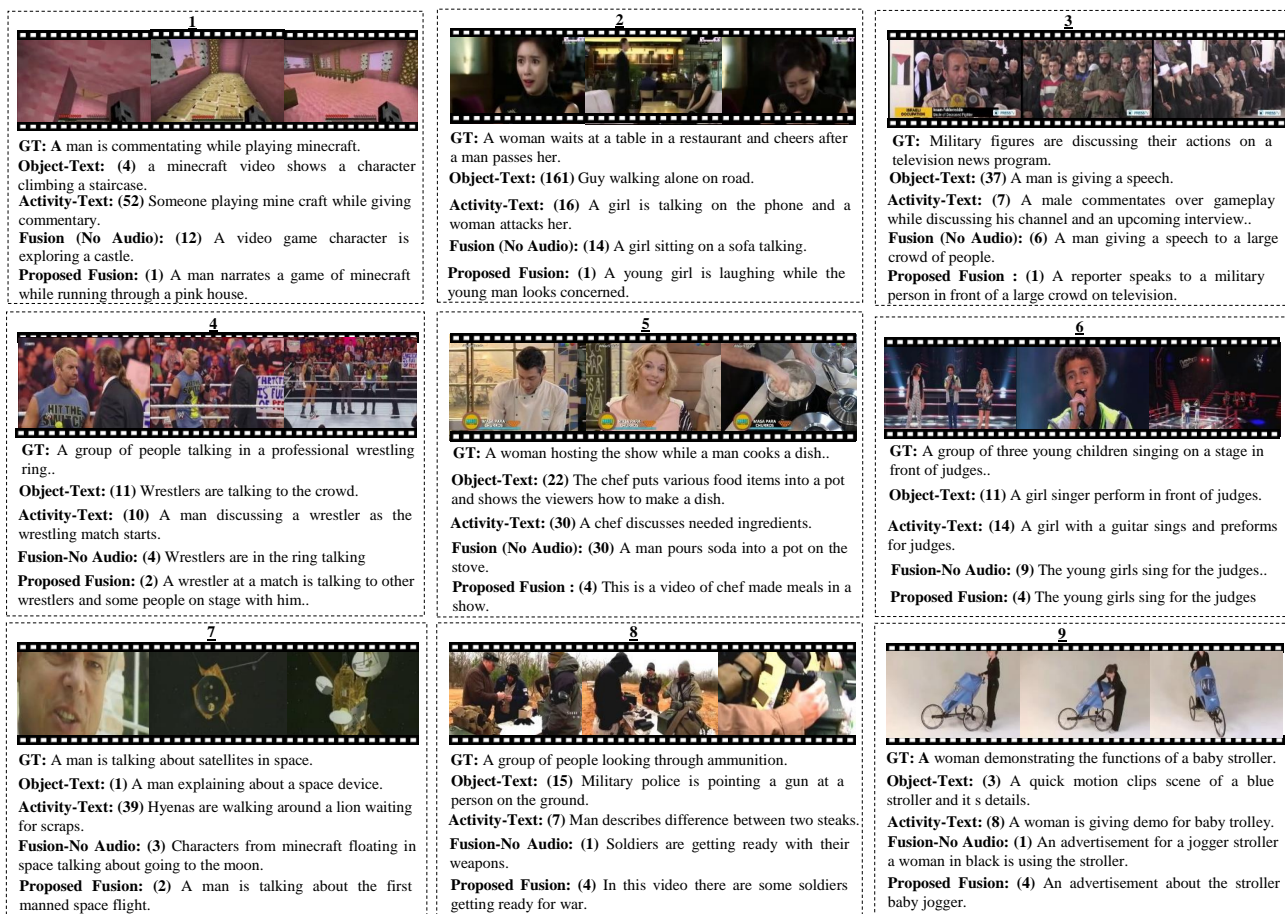 1
GT: A man is commentating while playing minecraft.
Object-Text: (4) a minecraft video shows a character
climbing a staircase.
Activity-Text: (52) Someone playing mine craft while giving
commentary.
Fusion (No Audio): (12) A video game character is
exploring a castle.
Proposed Fusion: (1) A man narrates a game of minecraft
while running through a pink house.
2
GT: A woman waits at a table in a restaurant and cheers after
a man passes her.
Object-Text: (161) Guy walking alone on road.
Activity-Text: (16) A girl is talking on the phone and a
woman attacks her.
Fusion (No Audio): (14) A girl sitting on a sofa talking.
Proposed Fusion: (1) A young girl is laughing while the
young man looks concerned.
3
ISRAELI
OCCUPATION
GT: Military figures are discussing their actions on a
television news program.
Object-Text: (37) A man is giving a speech.
Activity-Text: (7) A male commentates over gameplay
while discussing his channel and an upcoming interview..
Fusion (No Audio): (6) A man giving a speech to a large
crowd of people.
Proposed Fusion : (1) A reporter speaks to a military
person in front of a large crowd on television.
4
HIT THE
GT: A group of people talking in a professional wrestling
ring..
Object-Text: (11) Wrestlers are talking to the crowd.
Activity-Text: (10) A man discussing a wrestler as the
wrestling match starts.
Fusion-No Audio: (4) Wrestlers are in the ring talking
Proposed Fusion: (2) A wrestler at a match is talking to other
wrestlers and some people on stage with him..
5
MASA PARA
CHURROS
MASA PARA
CHURROS
MASA PARA
CHURROS
GT: A woman hosting the show while a man cooks a dish..
Object-Text: (22) The chef puts various food items into a pot
and shows the viewers how to make a dish.
Activity-Text: (30) A chef discusses needed ingredients.
Fusion (No Audio): (30) A man pours soda into a pot on the
stove.
Proposed Fusion : (4) This is a video of chef made meals in a
show.
6
GT: A group of three young children singing on a stage in
front of judges..
Object-Text: (11) A girl singer perform in front of judges.
Activity-Text: (14) A girl with a guitar sings and preforms
for judges.
Fusion-No Audio: (9) The young girls sing for the judges..
Proposed Fusion: (4) The young girls sing for the judges
7
GT: A man is talking about satellites in space.
Object-Text: (1) A man explaining about a space device.
Activity-Text: (39) Hyenas are walking around a lion waiting
for scraps.
Fusion-No Audio: (3) Characters from minecraft floating in
space talking about going to the moon.
Proposed Fusion: (2) A man is talking about the first
manned space flight.
8
GT: A group of people looking through ammunition.
Object-Text: (15) Military police is pointing a gun at a
person on the ground.
Activity-Text: (7) Man describes difference between two steaks.
Fusion-No Audio: (1) Soldiers are getting ready with their
weapons.
Proposed Fusion: (4) In this video there are some soldiers
getting ready for war.
9
GT: A woman demonstrating the functions of a baby stroller.
Object-Text: (3) A quick motion clips scene of a blue
stroller and it s details.
Activity-Text: (8) A woman is giving demo for baby trolley.
Fusion-No Audio: (1) An advertisement for a jogger stroller
a woman in black is using the stroller.
Proposed Fusion: (4) An advertisement about the stroller
baby jogger.